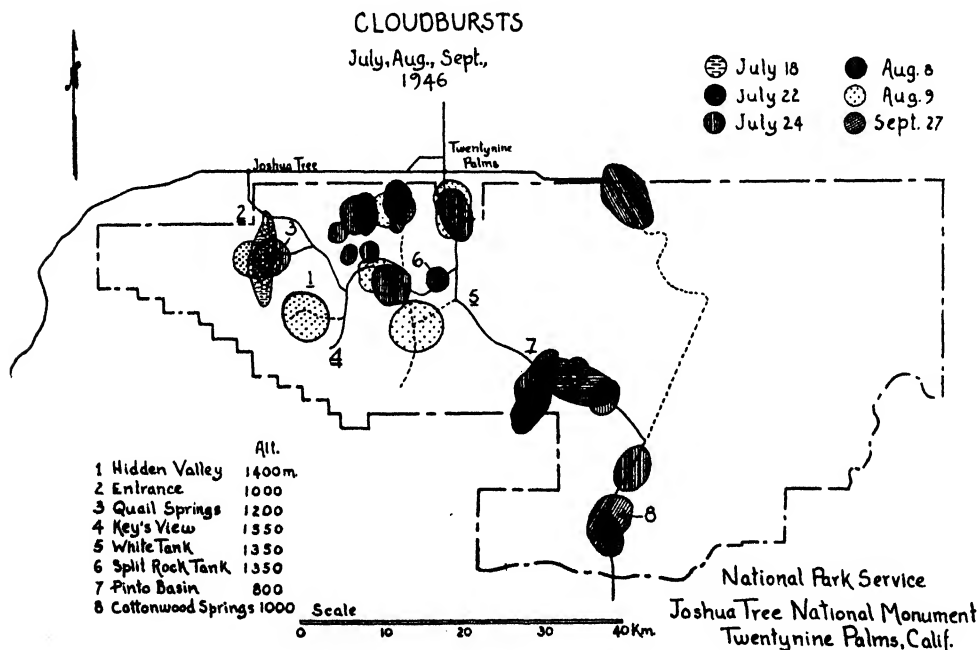 CLOUDBURSTS
July, Aug., Sept.,
1946
N
July 18
July 22
July 24
Aug. 8
Aug. 9
Sept. 27
Joshua Tree
Twentynine
Palms
2
3
1
4
6
5
7
8
Alt.
1 Hidden Valley 1400 m.
2 Entrance 1000
3 Quail Springs 1200
4 Key's View 1550
5 White Tank 1350
6 Split Rock Tank 1350
7 Pinto Basin 800
8 Cottonwood Springs 1000
Scale
0 10 20 30 40 Km.
National Park Service
Joshua Tree National Monument
Twentynine Palms, Calif.